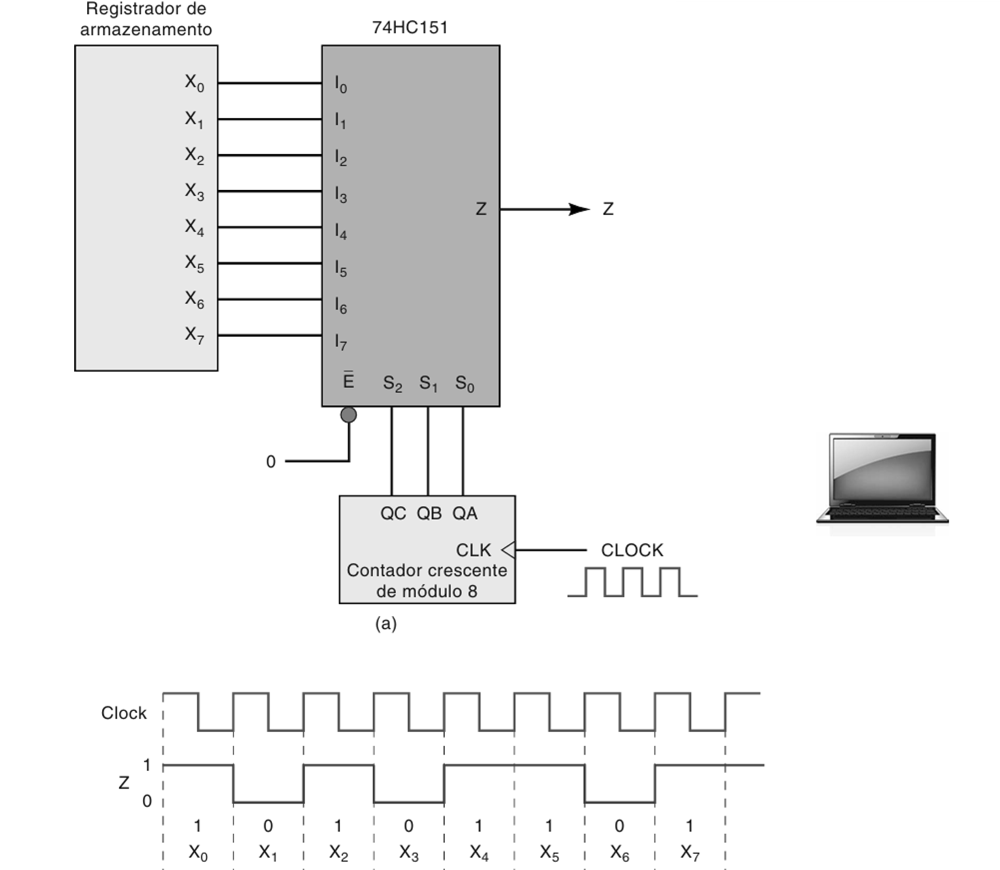 Registrador de
armazenamento
74HC151
X0 I0
X1 I1
X2 I2
X3 I3
Z Z
X4 I4
X5 I5
X6 I6
X7 I7
E̅ S2 S1 S0
0
QC QB QA
CLK CLOCK
Contador crescente
de módulo 8
(a)
Clock
1
Z
0
1 0 1 0 1 1 0 1
X0 X1 X2 X3 X4 X5 X6 X7